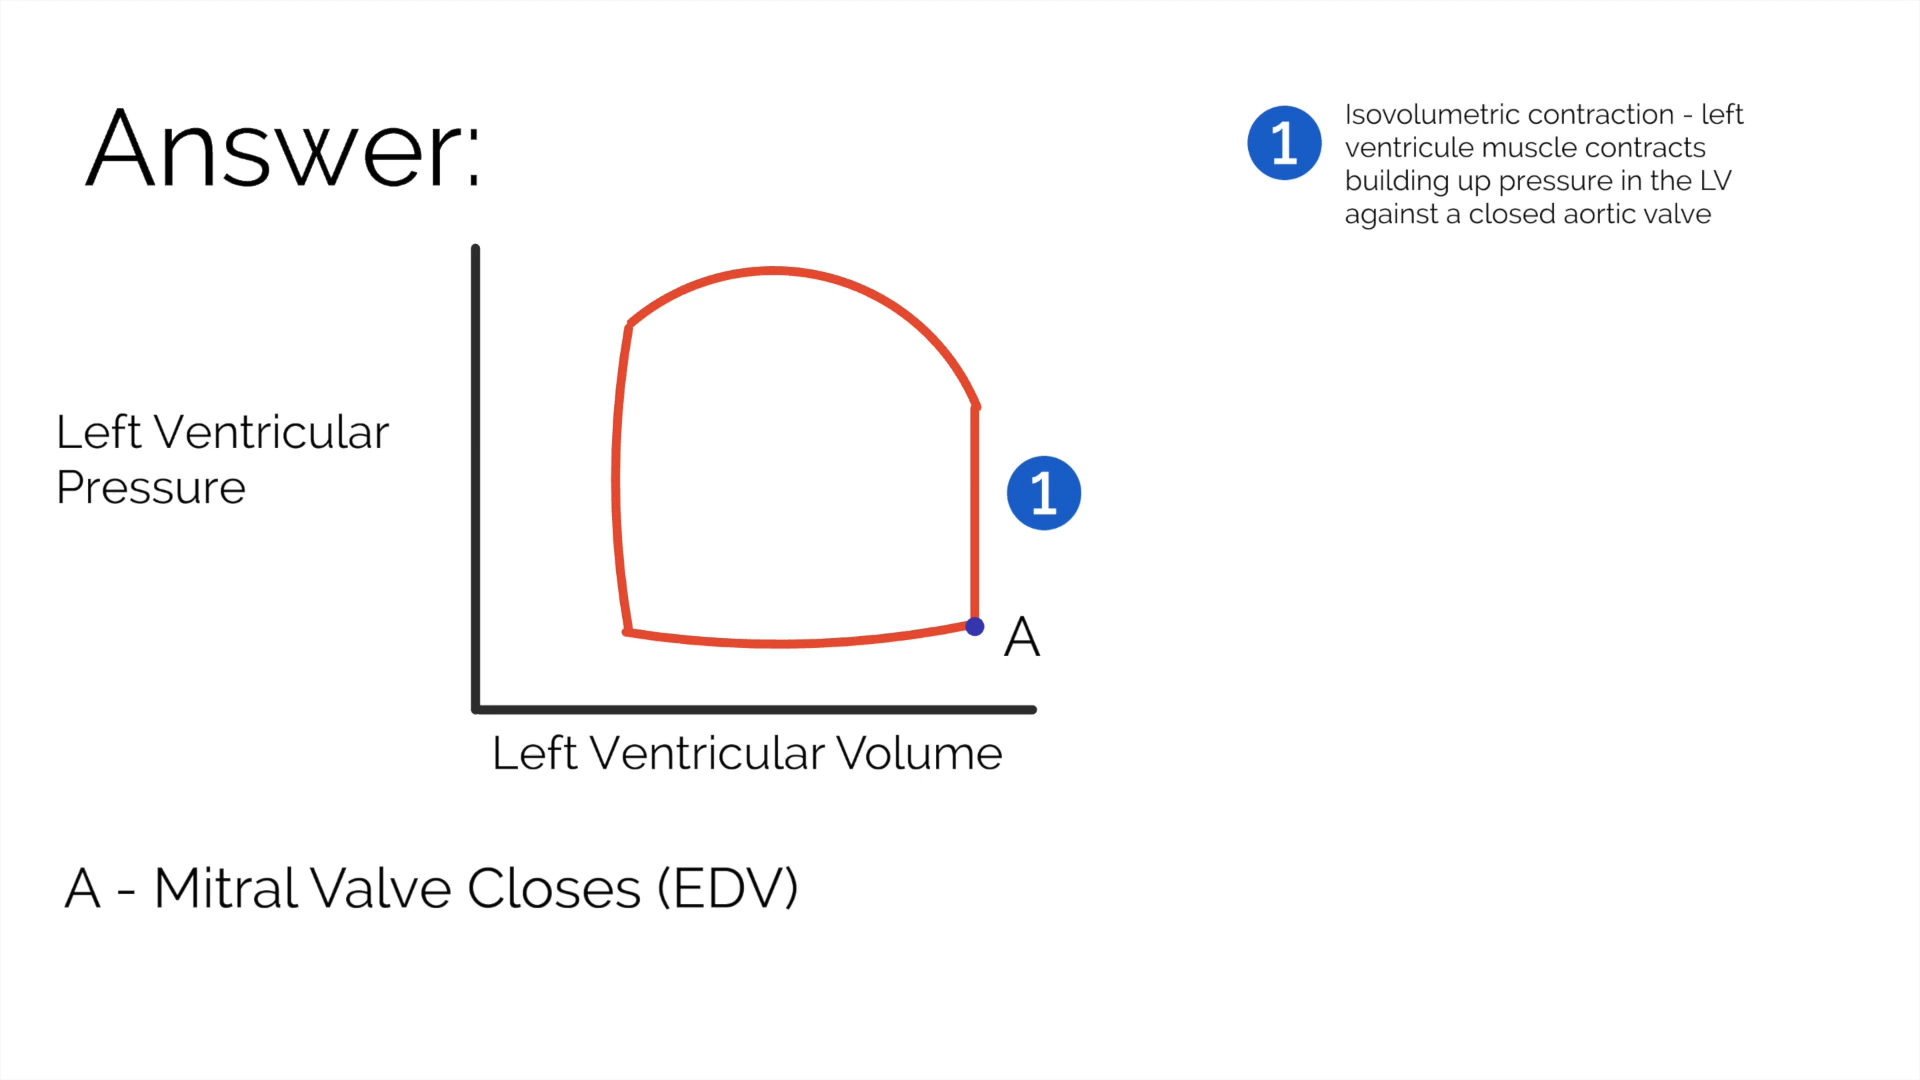 Answer:
1
Isovolumetric contraction - left
ventricule muscle contracts
building up pressure in the LV
against a closed aortic valve
Left Ventricular
Pressure
1
A
Left Ventricular Volume
A - Mitral Valve Closes (EDV)